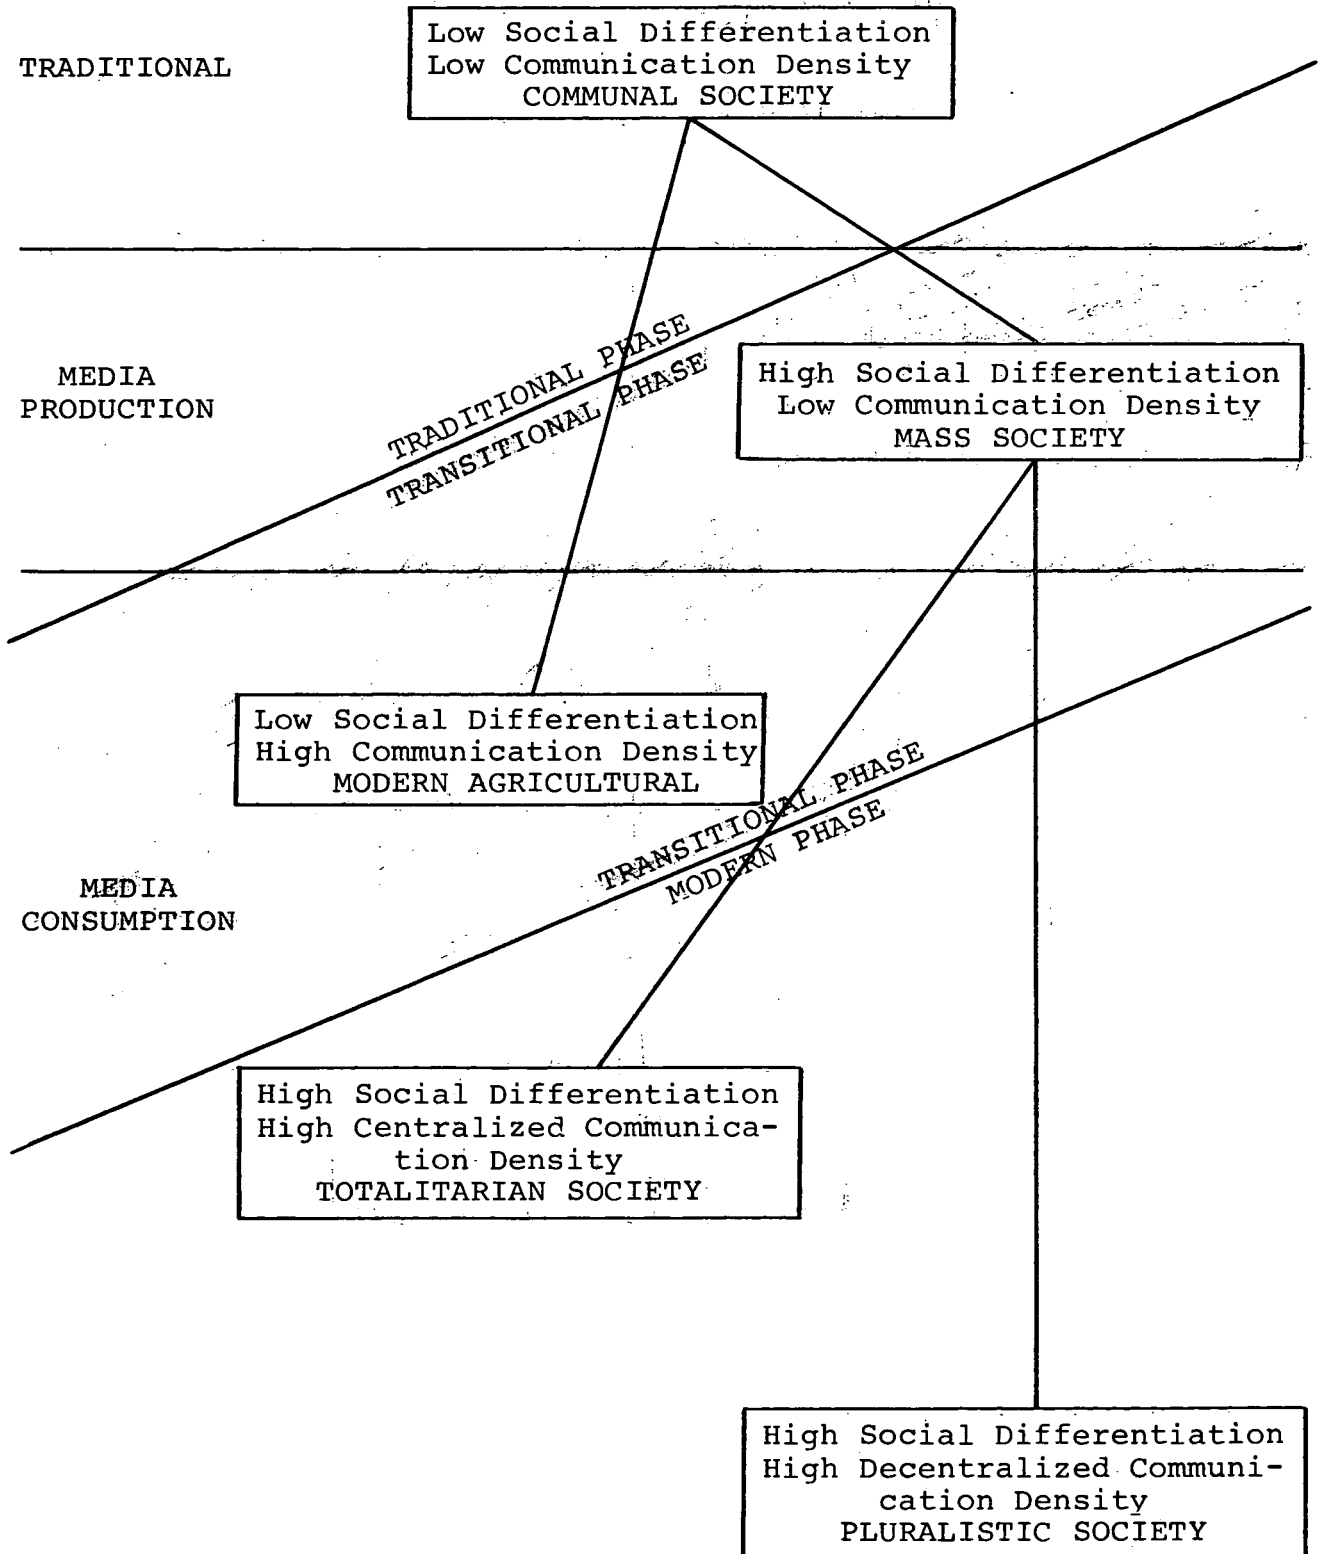 TRADITIONAL
Low Social Differentiation
Low Communication Density
COMMUNAL SOCIETY
TRADITIONAL PHASE
TRANSITIONAL PHASE
MEDIA
PRODUCTION
High Social Differentiation
Low Communication Density
MASS SOCIETY
Low Social Differentiation
High Communication Density
MODERN AGRICULTURAL
TRANSITIONAL PHASE
MODERN PHASE
MEDIA
CONSUMPTION
High Social Differentiation
High Centralized Communica-
tion Density
TOTALITARIAN SOCIETY
High Social Differentiation
High Decentralized Communi-
cation Density
PLURALISTIC SOCIETY